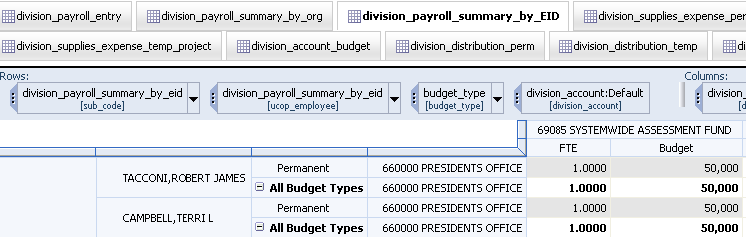 division_payroll_entry division_payroll_summary_by_org division_payroll_summary_by_EID division_supplies_expense_per
division_supplies_expense_temp_project division_account_budget division_distribution_perm division_distribution_temp
Rows: Columns:
division_payroll_summary_by_eid division_payroll_summary_by_eid budget_type division_account:Default
[sub_code] [ucop_employee] [budget_type] [division_account]
69085 SYSTEMWIDE ASSESSMENT FUND
FTE Budget
TACCONI,ROBERT JAMES Permanent 660000 PRESIDENTS OFFICE 1.0000 50,000
All Budget Types 660000 PRESIDENTS OFFICE 1.0000 50,000
CAMPBELL,TERRI L Permanent 660000 PRESIDENTS OFFICE 1.0000 50,000
All Budget Types 660000 PRESIDENTS OFFICE 1.0000 50,000